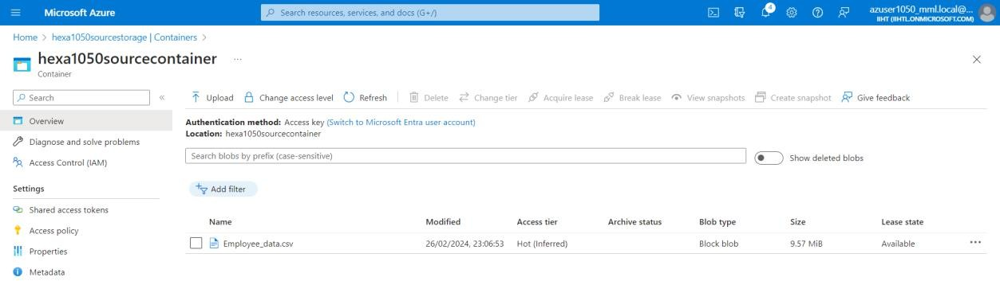 Microsoft Azure
Search resources, services, and docs (G+/)
4
azuser1050_mml.local@...
IIHT (IIHTL.ONMICROSOFT.COM)
Home > hexa1050sourcestorage | Containers >
hexa1050sourcecontainer ...
Container
Search «
Upload Change access level Refresh Delete Change tier Acquire lease Break lease View snapshots Create snapshot Give feedback
Overview
Diagnose and solve problems
Access Control (IAM)
Settings
Shared access tokens
Access policy
Properties
Metadata
Authentication method: Access key (Switch to Microsoft Entra user account)
Location: hexa1050sourcecontainer
Search blobs by prefix (case-sensitive)
Show deleted blobs
Add filter
Name Modified Access tier Archive status Blob type Size Lease state
Employee_data.csv 26/02/2024, 23:06:53 Hot (Inferred) Block blob 9.57 MiB Available ...